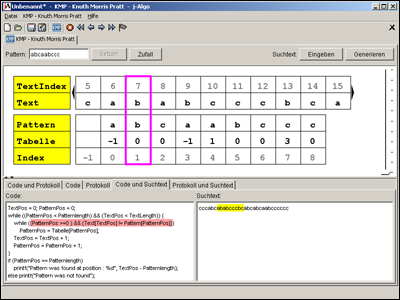 Unbenannt* - KMP - Knuth Morris Pratt - j-Algo
Datei KMP - Knuth Morris Pratt Hilfe
KMP - Knuth Morris Pratt
Pattern: abcaabccc Setzen Zufall Suchtext: Eingeben Generieren
TextIndex 5 6 7 8 9 10 11 12 13 14 15
Text c a b a b c c c b c a
Pattern a b c a a b c c c
Tabelle -1 0 0 -1 1 0 0 3 0
Index -1 0 1 2 3 4 5 6 7 8
Code und Protokoll Code Protokoll Code und Suchtext Protokoll und Suchtext
Code: Suchtext:
TextPos = 0; PatternPos = 0;
while ((PatternPos < Patternlength) && (TextPos < TextLength)) {
while ((PatternPos >=0 ) && (Text[TextPos] != Pattern[PatternPos]))
PatternPos = Tabelle[PatternPos];
TextPos = TextPos + 1;
PatternPos = PatternPos + 1;
}
if (PatternPos == Patternlength)
printf("Pattern was found at position : %d", TextPos - Patternlength);
else printf("Pattern was not found");